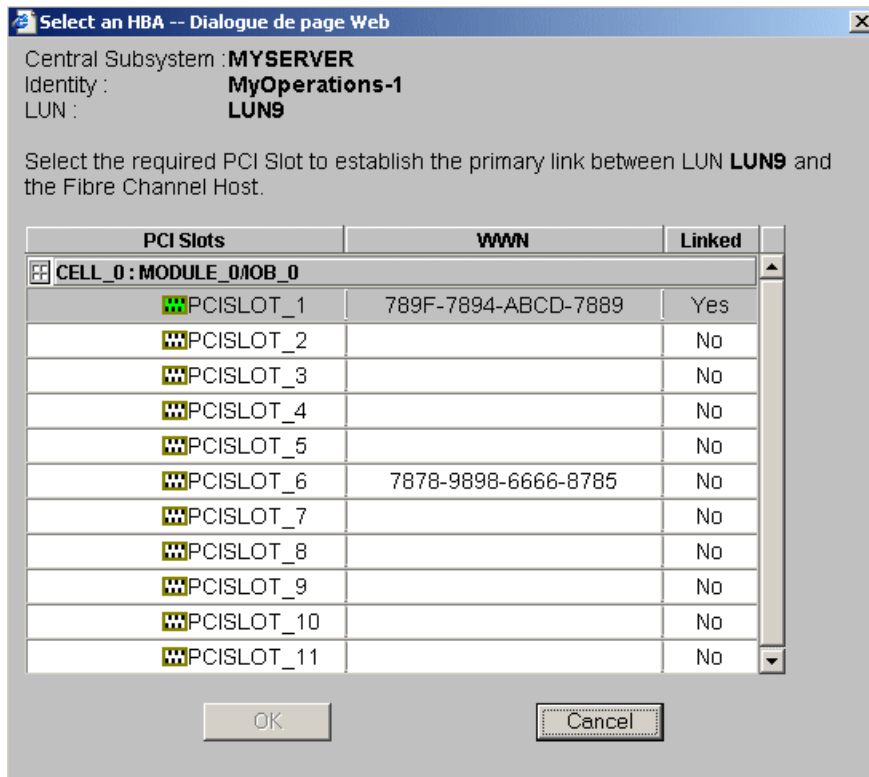 Select an HBA -- Dialogue de page Web
Central Subsystem : MYSERVER
Identity : MyOperations-1
LUN : LUN9
Select the required PCI Slot to establish the primary link between LUN LUN9 and
the Fibre Channel Host.
PCI Slots WWN Linked
CELL_0 : MODULE_0/IOB_0
PCISLOT_1 789F-7894-ABCD-7889 Yes
PCISLOT_2 No
PCISLOT_3 No
PCISLOT_4 No
PCISLOT_5 No
PCISLOT_6 7878-9898-6666-8785 No
PCISLOT_7 No
PCISLOT_8 No
PCISLOT_9 No
PCISLOT_10 No
PCISLOT_11 No
OK Cancel